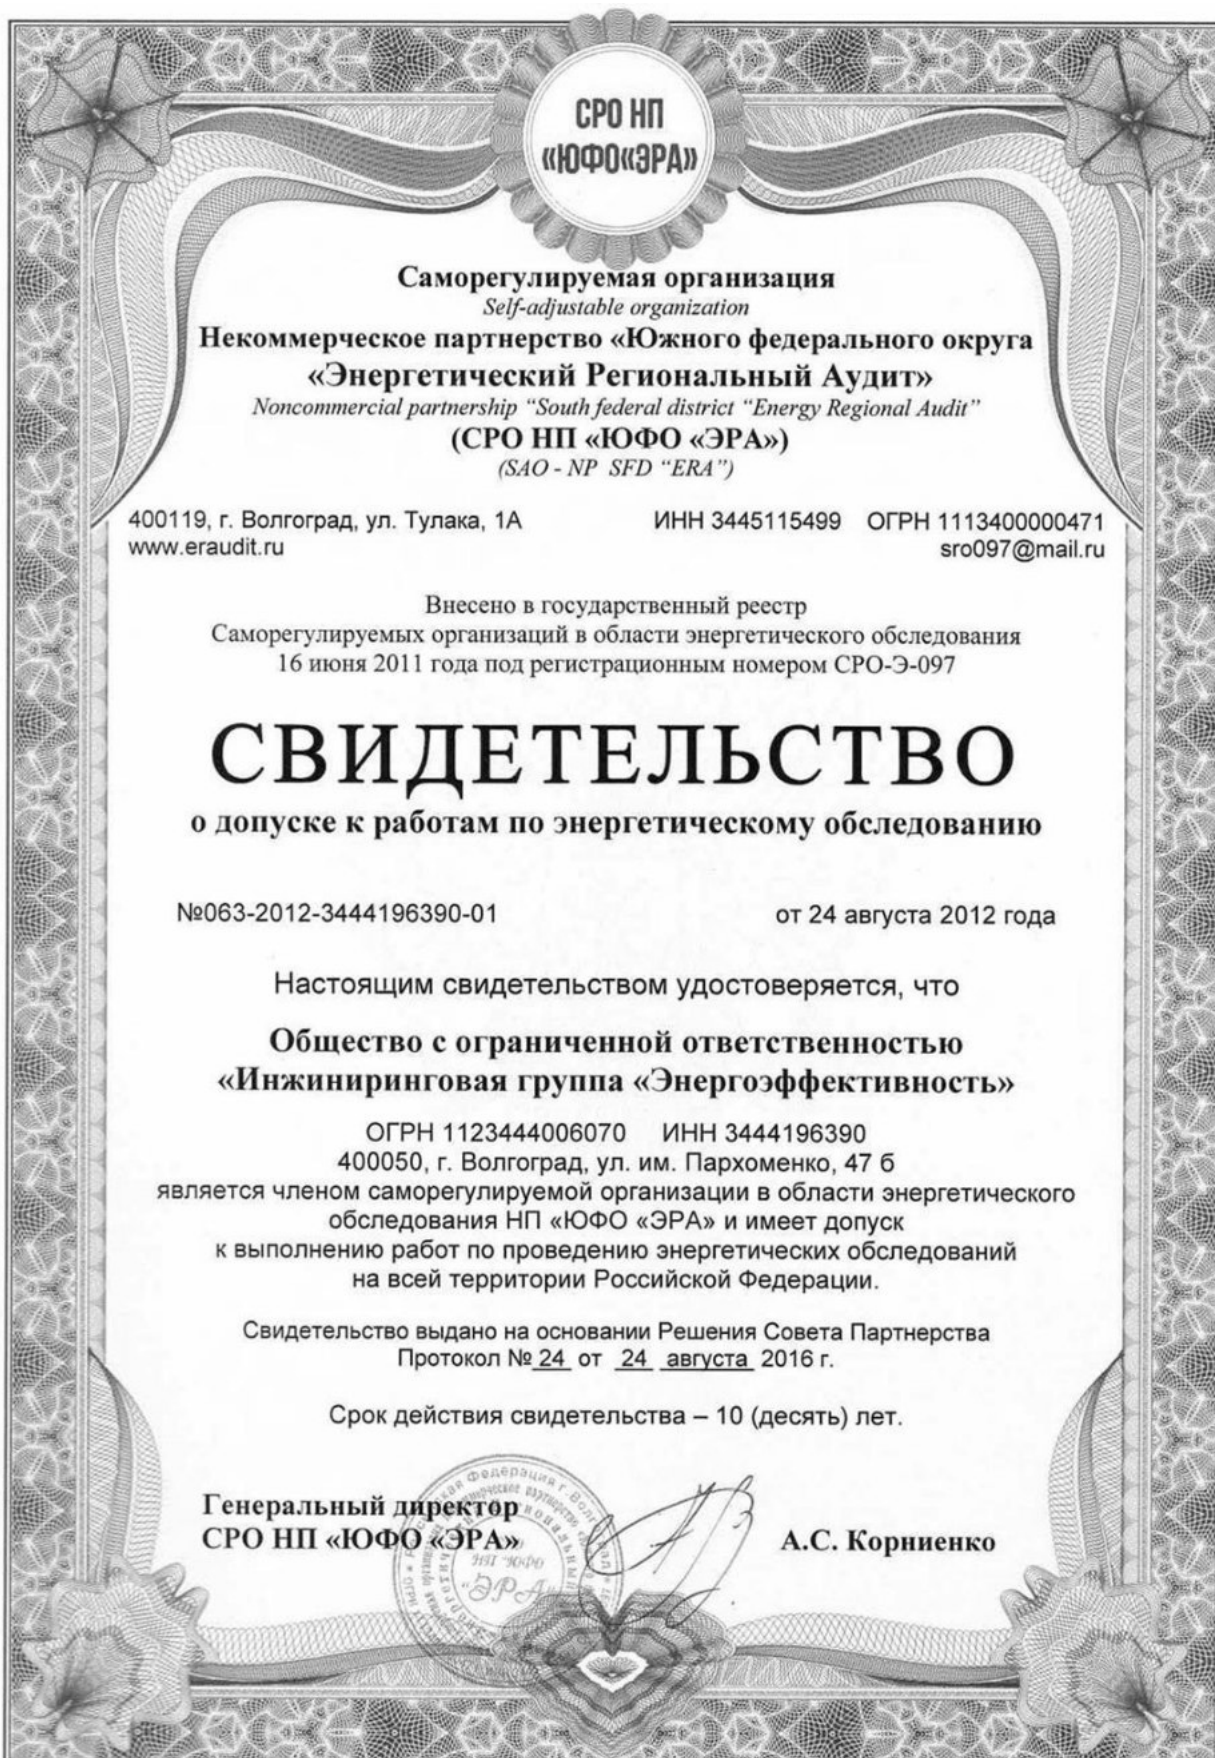 СРО НП
«ЮФО«ЭРА»
Саморегулируемая организация
Self-adjustable organization
Некоммерческое партнерство «Южного федерального округа
«Энергетический Региональный Аудит»
Noncommercial partnership “South federal district “Energy Regional Audit”
(СРО НП «ЮФО «ЭРА»)
(SAO - NP SFD “ERA”)
400119, г. Волгоград, ул. Тулака, 1А ИНН 3445115499 ОГРН 1113400000471
www.eraudit.ru sro097@mail.ru
Внесено в государственный реестр
Саморегулируемых организаций в области энергетического обследования
16 июня 2011 года под регистрационным номером СРО-Э-097
СВИДЕТЕЛЬСТВО
о допуске к работам по энергетическому обследованию
№063-2012-3444196390-01 от 24 августа 2012 года
Настоящим свидетельством удостоверяется, что
Общество с ограниченной ответственностью
«Инжиниринговая группа «Энергоэффективность»
ОГРН 1123444006070 ИНН 3444196390
400050, г. Волгоград, ул. им. Пархоменко, 47 б
является членом саморегулируемой организации в области энергетического
обследования НП «ЮФО «ЭРА» и имеет допуск
к выполнению работ по проведению энергетических обследований
на всей территории Российской Федерации.
Свидетельство выдано на основании Решения Совета Партнерства
Протокол № 24 от 24 августа 2016 г.
Срок действия свидетельства – 10 (десять) лет.
Генеральный директор
СРО НП «ЮФО «ЭРА» А.С. Корниенко
НП "ЮФО
"ЭРА"